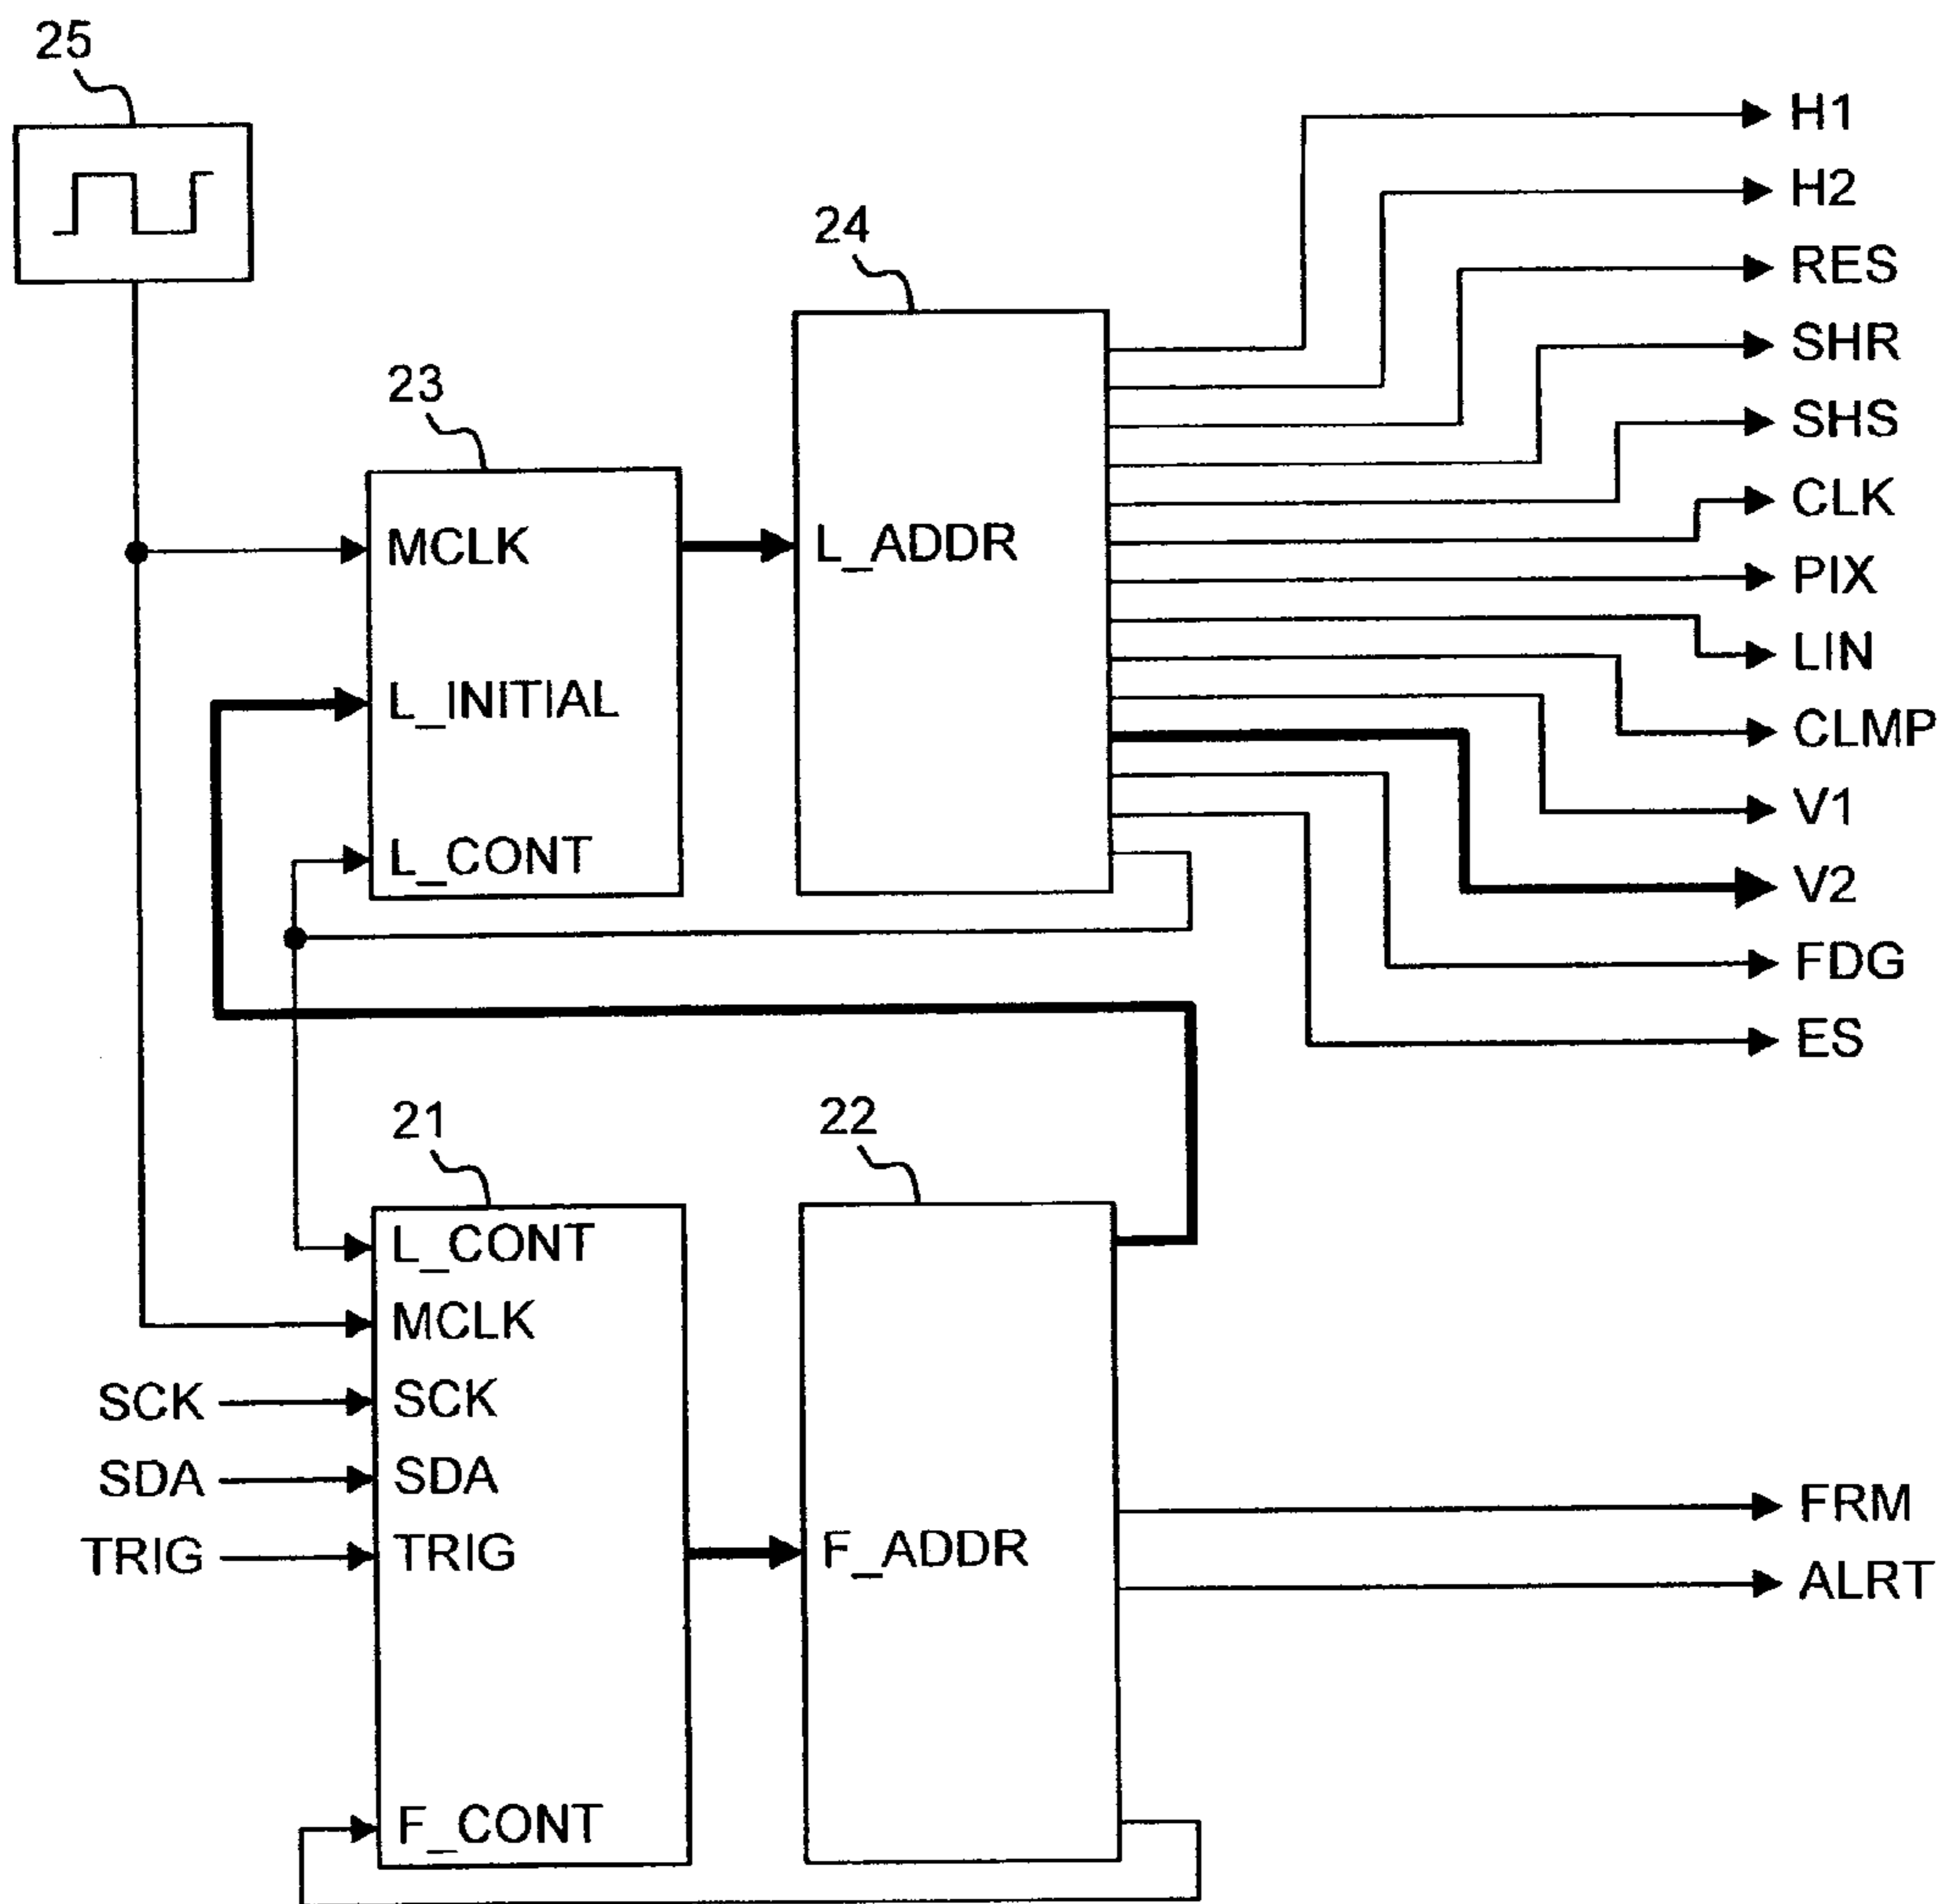 25
H1
H2
24
RES
SHR
23
SHS
CLK
MCLK
L_ADDR
PIX
LIN
L_INITIAL
CLMP
V1
L_CONT
V2
FDG
ES
21
22
L_CONT
MCLK
SCK
SCK
SDA
SDA
FRM
TRIG
TRIG
F_ADDR
ALRT
F_CONT